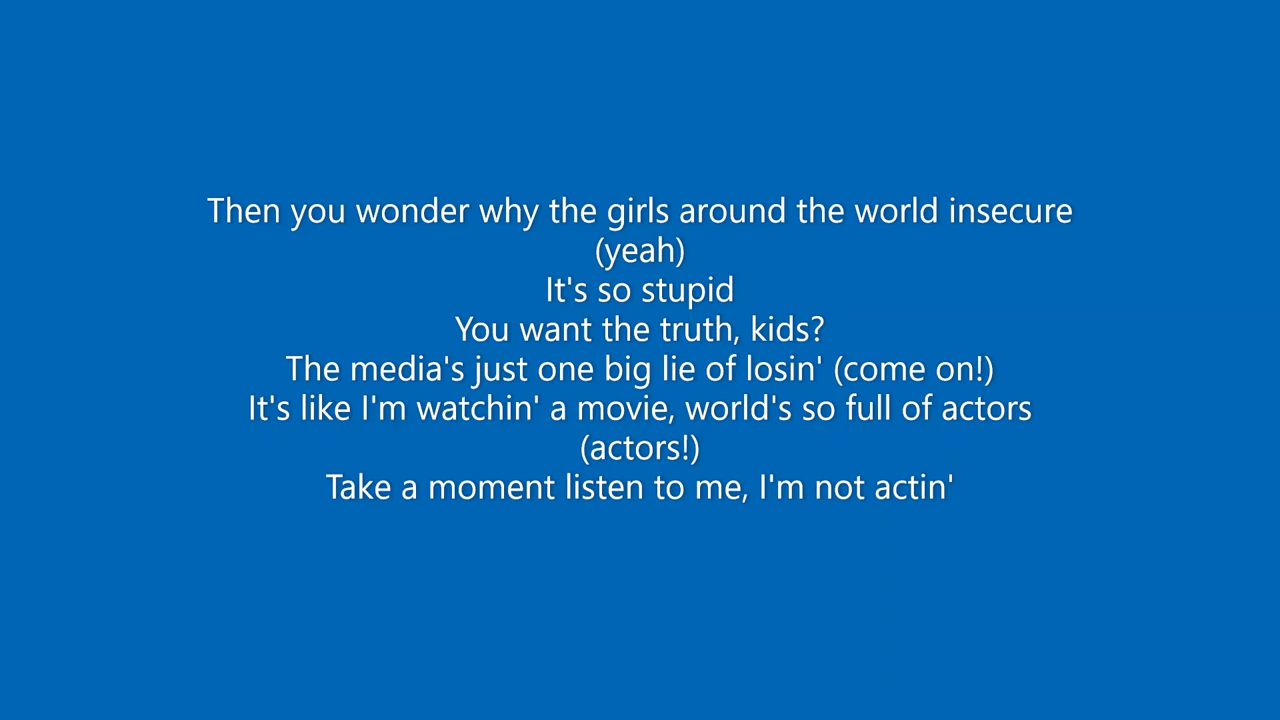 Then you wonder why the girls around the world insecure
(yeah)
It's so stupid
You want the truth, kids?
The media's just one big lie of losin' (come on!)
It's like I'm watchin' a movie, world's so full of actors
(actors!)
Take a moment listen to me, I'm not actin'